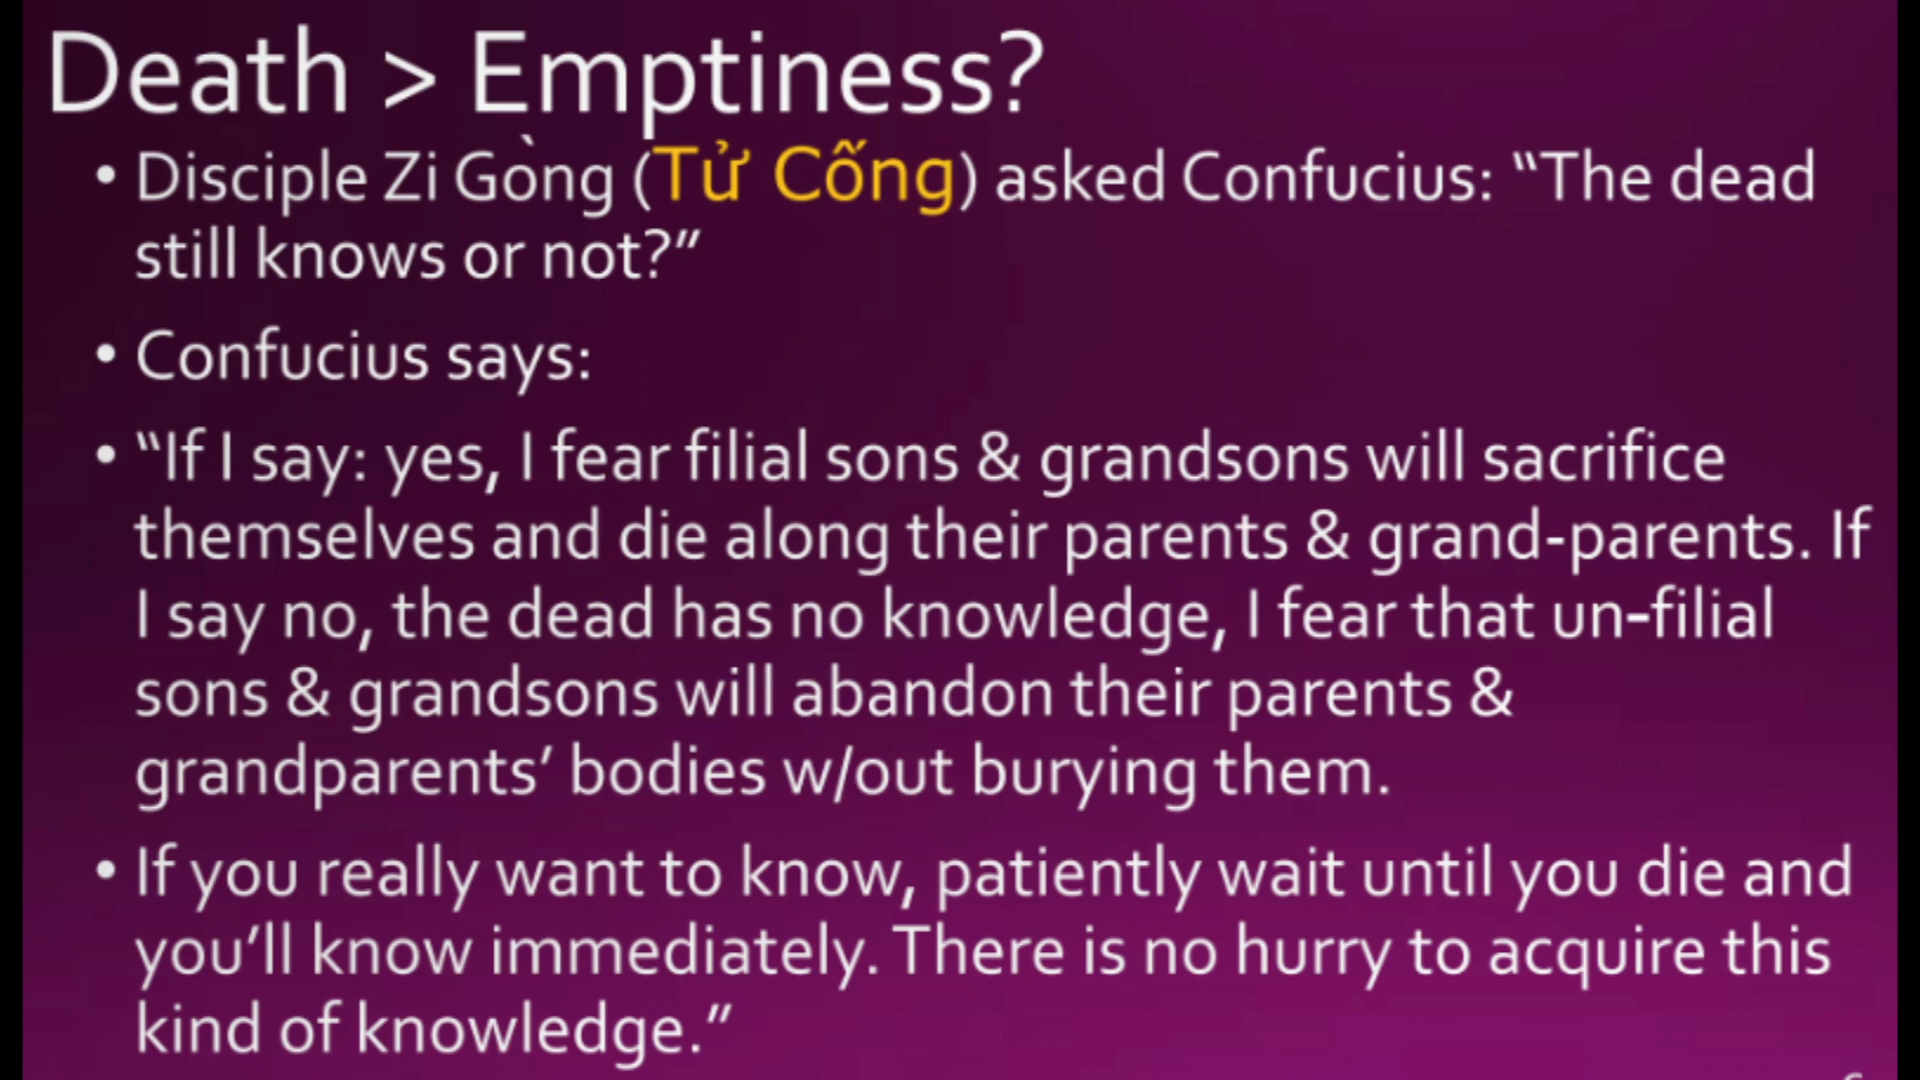 Death > Emptiness?
• Disciple Zi Gòng (Tử Cống) asked Confucius: “The dead
still knows or not?”
• Confucius says:
• “If I say: yes, I fear filial sons & grandsons will sacrifice
themselves and die along their parents & grand-parents. If
I say no, the dead has no knowledge, I fear that un-filial
sons & grandsons will abandon their parents &
grandparents’ bodies w/out burying them.
• If you really want to know, patiently wait until you die and
you’ll know immediately. There is no hurry to acquire this
kind of knowledge.”